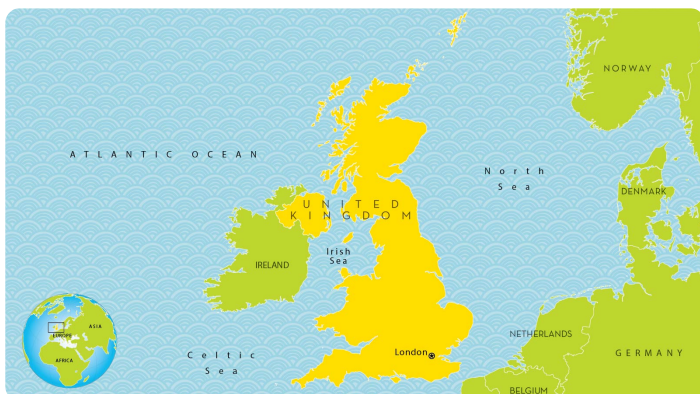 NORWAY
ATLANTIC OCEAN
North
Sea
DENMARK
UNITED
KINGDOM
Irish
Sea
IRELAND
ASIA
EUROPE
AFRICA
NETHERLANDS
Celtic
Sea
London
GERMANY
BELGIUM